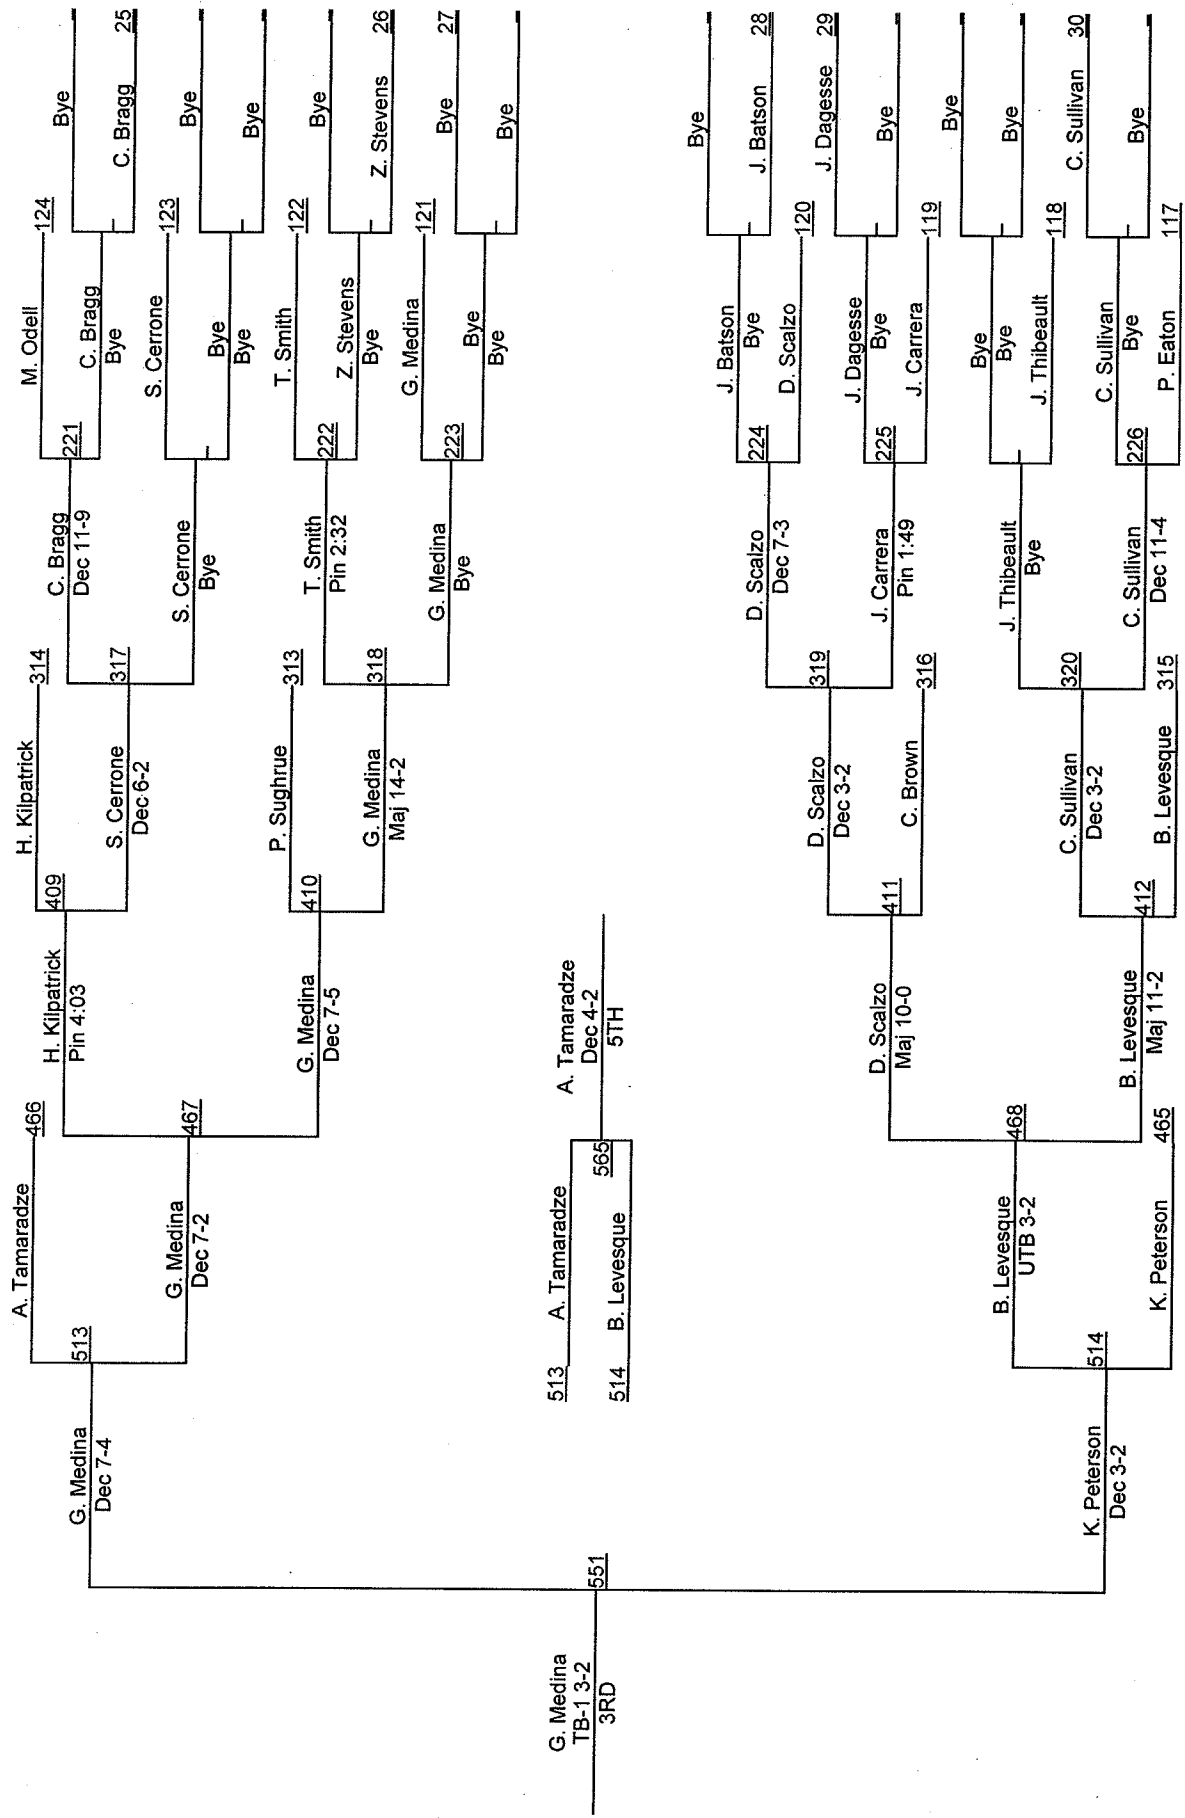 G. Medina
TB-1 3-2
3RD
551
G. Medina
Dec 7-4
K. Peterson
Dec 3-2
513
513
514
514
A. Tamaradze
G. Medina
Dec 7-2
A. Tamaradze
B. Levesque
B. Levesque
UTB 3-2
K. Peterson
466
467
565
468
465
H. Kilpatrick
Pin 4:03
G. Medina
Dec 7-5
A. Tamaradze
Dec 4-2
5TH
D. Scalzo
Maj 10-0
B. Levesque
Maj 11-2
409
410
411
412
H. Kilpatrick
S. Cerrone
Dec 6-2
P. Sughrue
G. Medina
Maj 14-2
D. Scalzo
Dec 3-2
C. Brown
C. Sullivan
Dec 3-2
B. Levesque
314
317
313
318
319
316
320
315
C. Bragg
Dec 11-9
S. Cerrone
Bye
T. Smith
Pin 2:32
G. Medina
Bye
D. Scalzo
Dec 7-3
J. Carrera
Pin 1:49
J. Thibeault
Bye
C. Sullivan
Dec 11-4
221
222
223
224
225
226
M. Odell
C. Bragg
Bye
S. Cerrone
Bye
Bye
T. Smith
Z. Stevens
Bye
G. Medina
Bye
Bye
J. Batson
Bye
D. Scalzo
J. Dagesse
Bye
J. Carrera
Bye
Bye
J. Thibeault
C. Sullivan
Bye
P. Eaton
124
123
122
121
120
119
118
117
Bye
C. Bragg 25
Bye
Bye
Bye
Z. Stevens 26
Bye 27
Bye
Bye
J. Batson 28
J. Dagesse 29
Bye
Bye
Bye
C. Sullivan 30
Bye